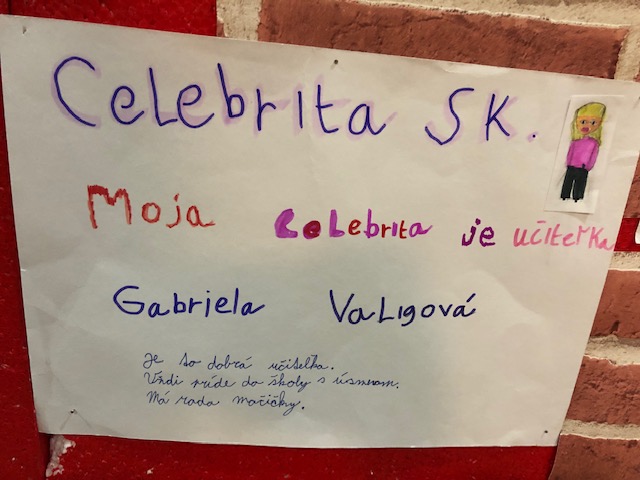 Celebrita SK.
Moja Celebrita je učiteľka
Gabriela Valigová
Je to dobrá učiteľka.
Vždi príde do školy s úsmevom.
Má rada mačičky.